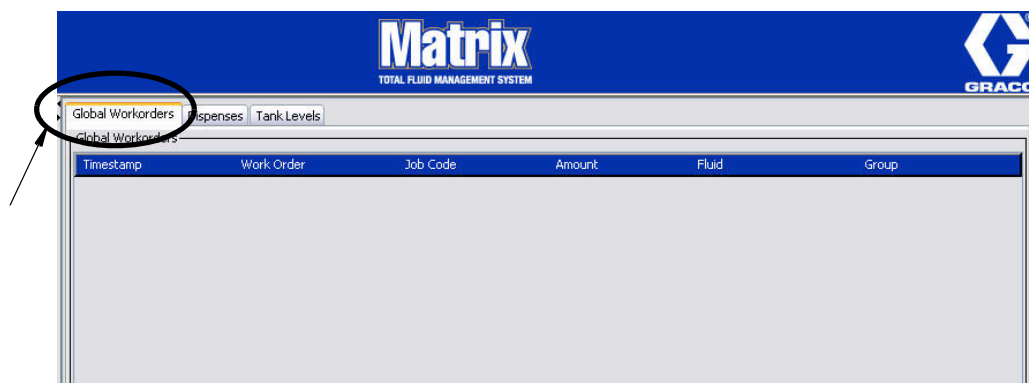 Matrix
TOTAL FLUID MANAGEMENT SYSTEM
GRACO
Global Workorders Dispenses Tank Levels
Global Workorders
Timestamp Work Order Job Code Amount Fluid Group